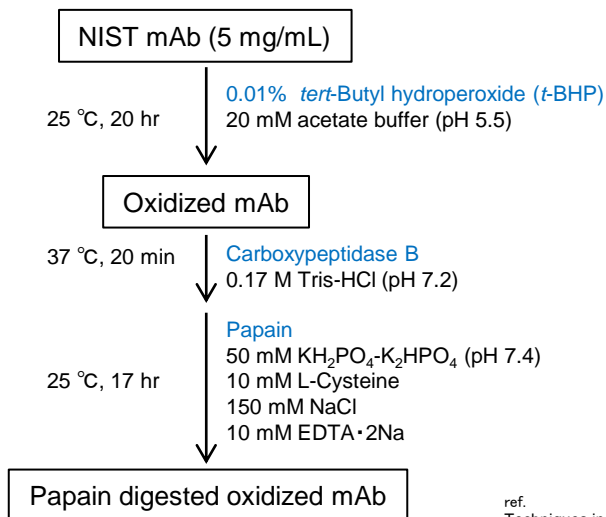 NIST mAb (5 mg/mL)
0.01% tert-Butyl hydroperoxide (t-BHP)
25 ℃, 20 hr
20 mM acetate buffer (pH 5.5)
Oxidized mAb
37 ℃, 20 min
Carboxypeptidase B
0.17 M Tris-HCl (pH 7.2)
Papain
50 mM KH₂PO₄-K₂HPO₄ (pH 7.4)
25 ℃, 17 hr
10 mM L-Cysteine
150 mM NaCl
10 mM EDTA・2Na
Papain digested oxidized mAb
ref.